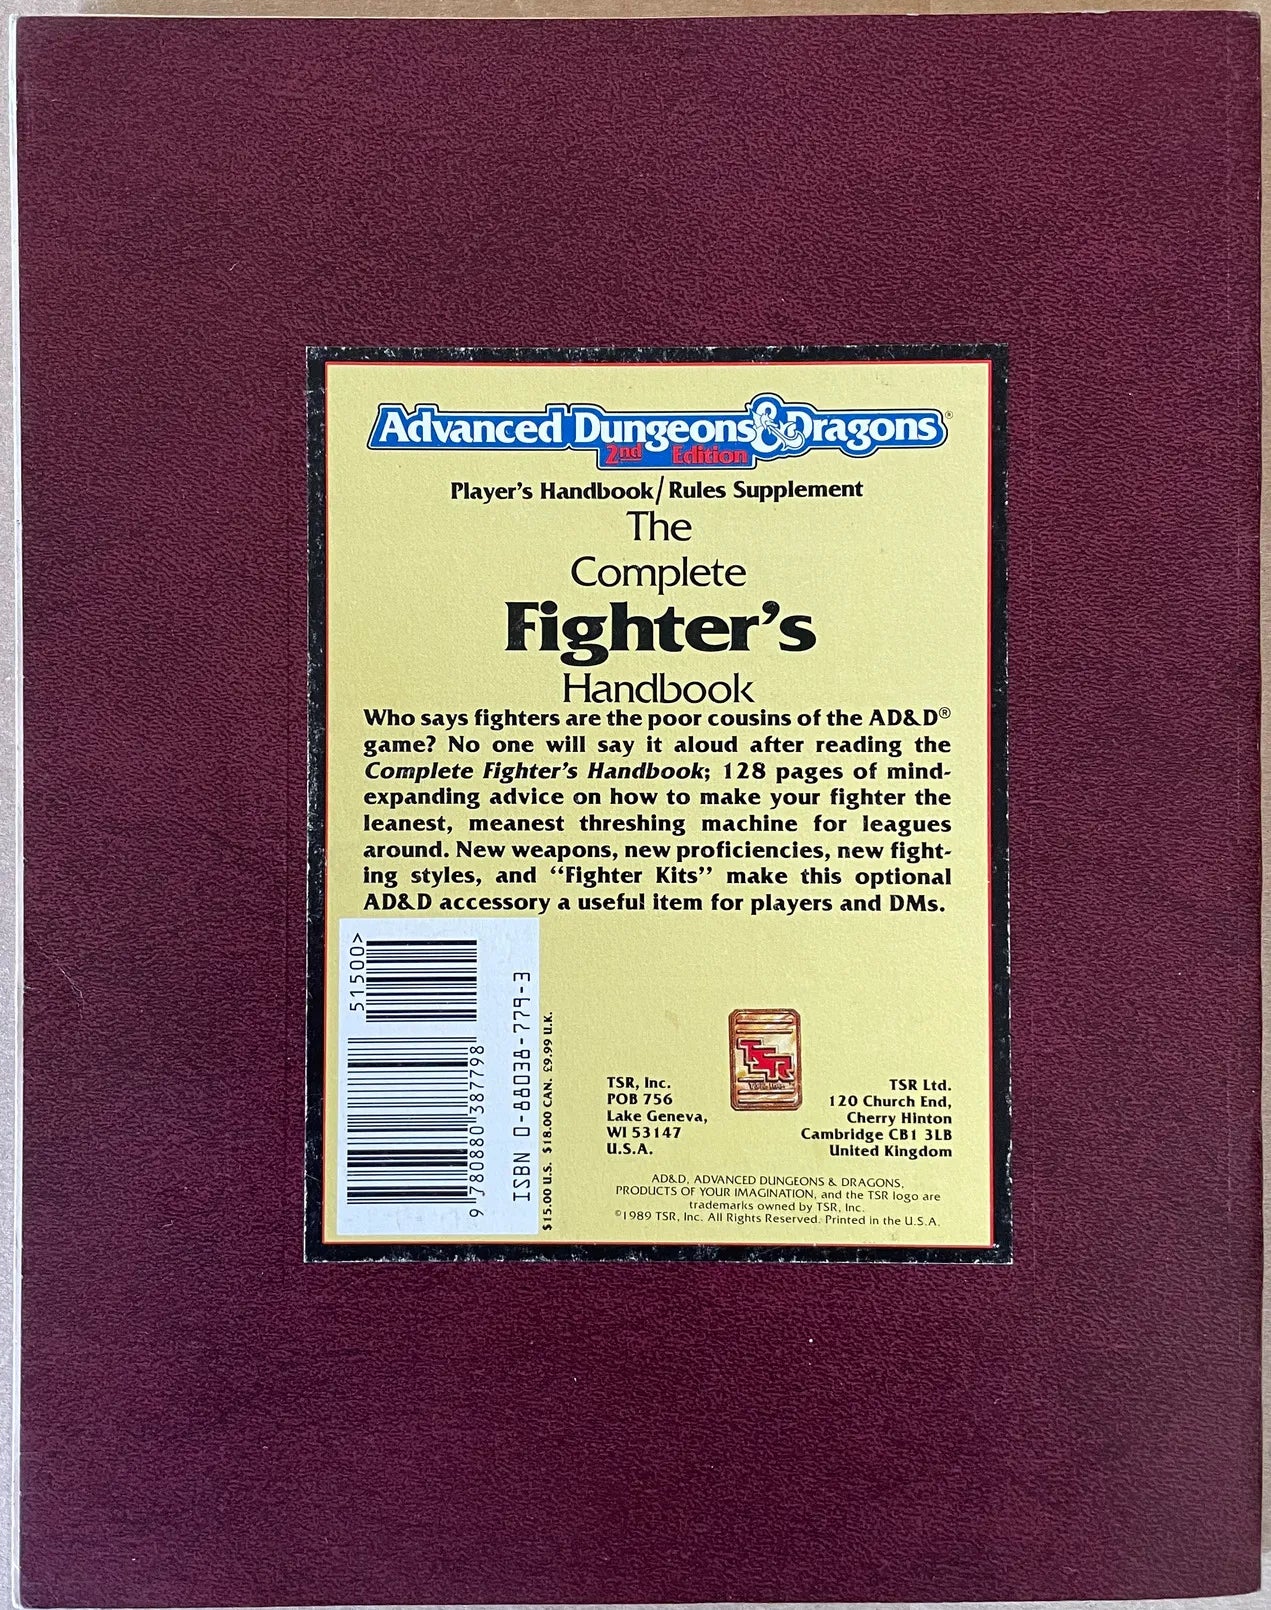 Advanced Dungeons & Dragons®
2nd Edition
Player's Handbook/Rules Supplement
The
Complete
Fighter's
Handbook
Who says fighters are the poor cousins of the AD&D®
game? No one will say it aloud after reading the
Complete Fighter's Handbook; 128 pages of mind-
expanding advice on how to make your fighter the
leanest, meanest threshing machine for leagues
around. New weapons, new proficiencies, new fight-
ing styles, and “Fighter Kits” make this optional
AD&D accessory a useful item for players and DMs.
51500>
9 780880 387798
ISBN 0-88038-779-3
$15.00 U.S. $18.00 CAN. £9.99 U.K.
TSR
TSR, Inc.
POB 756
Lake Geneva,
WI 53147
U.S.A.
TSR Ltd.
120 Church End,
Cherry Hinton
Cambridge CB1 3LB
United Kingdom
AD&D, ADVANCED DUNGEONS & DRAGONS,
PRODUCTS OF YOUR IMAGINATION, and the TSR logo are
trademarks owned by TSR, Inc.
©1989 TSR, Inc. All Rights Reserved. Printed in the U.S.A.